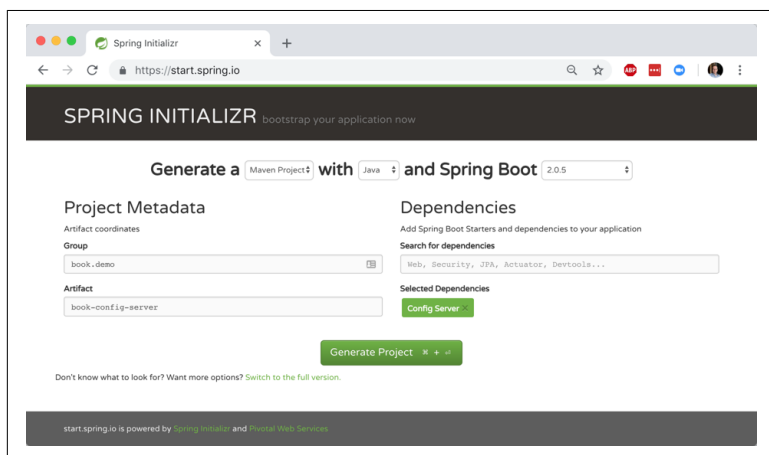 Spring Initializr
https://start.spring.io
ABP
SPRING INITIALIZR bootstrap your application now
Generate a Maven Project with Java and Spring Boot 2.0.5
Project Metadata
Artifact coordinates
Group
book.demo
Artifact
book-config-server
Dependencies
Add Spring Boot Starters and dependencies to your application
Search for dependencies
Web, Security, JPA, Actuator, Devtools...
Selected Dependencies
Config Server ×
Generate Project ⌘ + ⏎
Don't know what to look for? Want more options? Switch to the full version.
start.spring.io is powered by Spring Initializr and Pivotal Web Services